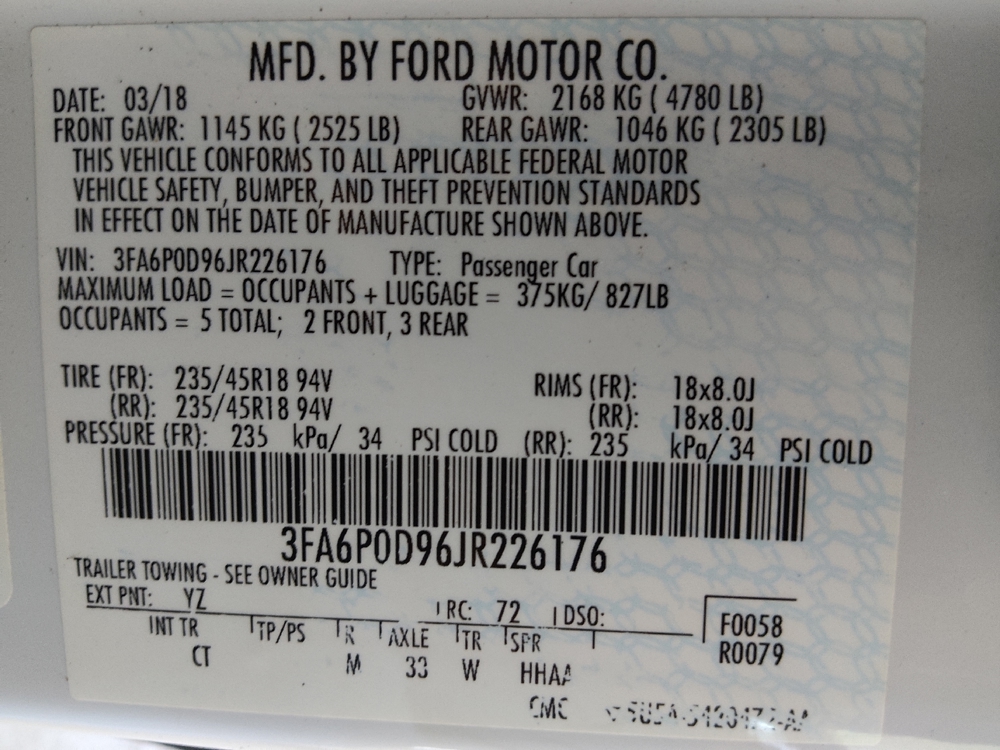 MFD. BY FORD MOTOR CO.
DATE: 03/18 GVWR: 2168 KG ( 4780 LB)
FRONT GAWR: 1145 KG ( 2525 LB) REAR GAWR: 1046 KG ( 2305 LB)
THIS VEHICLE CONFORMS TO ALL APPLICABLE FEDERAL MOTOR
VEHICLE SAFETY, BUMPER, AND THEFT PREVENTION STANDARDS
IN EFFECT ON THE DATE OF MANUFACTURE SHOWN ABOVE.
VIN: 3FA6P0D96JR226176 TYPE: Passenger Car
MAXIMUM LOAD = OCCUPANTS + LUGGAGE = 375KG/ 827LB
OCCUPANTS = 5 TOTAL; 2 FRONT, 3 REAR
TIRE (FR): 235/45R18 94V RIMS (FR): 18x8.0J
(RR): 235/45R18 94V (RR): 18x8.0J
PRESSURE (FR): 235 kPa/ 34 PSI COLD (RR): 235 kPa/ 34 PSI COLD
3FA6P0D96JR226176
TRAILER TOWING - SEE OWNER GUIDE
EXT PNT: YZ RC: 72 DSO: F0058
INT TR TP/PS R AXLE TR SPR R0079
CT M 33 W HHAA
CMC